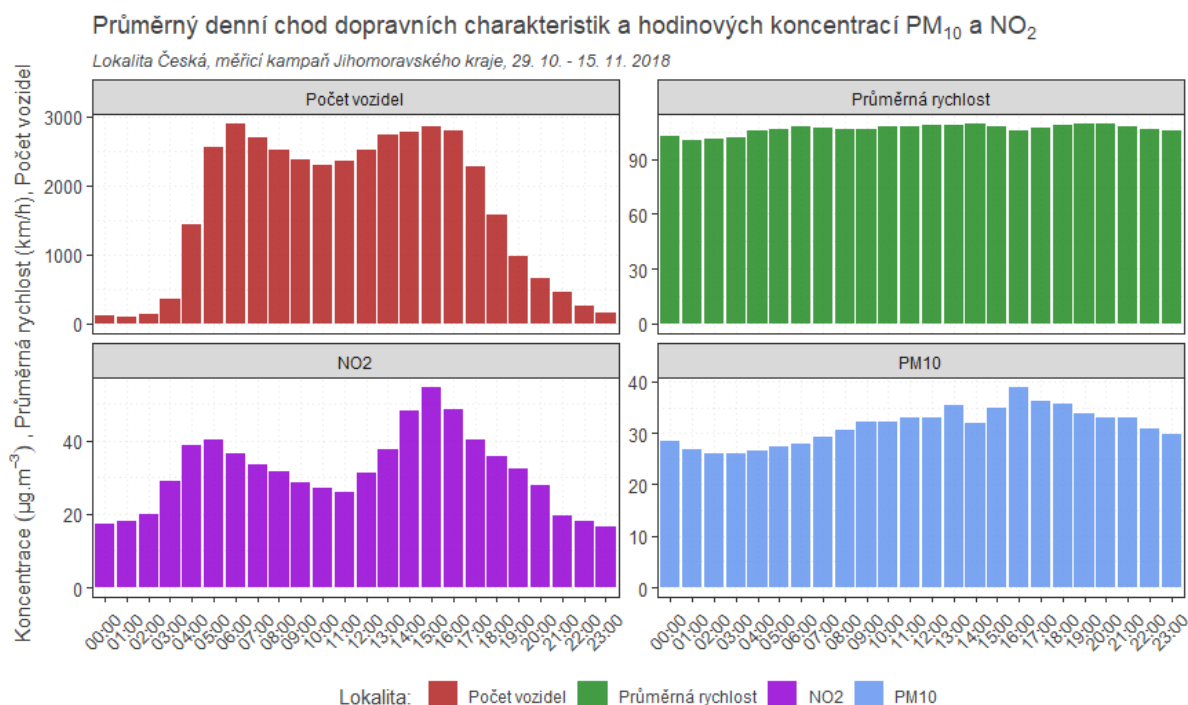 Průměrný denní chod dopravních charakteristik a hodinových koncentrací PM₁₀ a NO₂
Lokalita Česká, měřicí kampaň Jihomoravského kraje, 29. 10. - 15. 11. 2018
Koncentrace (µg.m⁻³) , Průměrná rychlost (km/h), Počet vozidel
Počet vozidel
3000
2000
1000
0
Průměrná rychlost
90
60
30
0
NO2
40
20
0
00:00 01:00 02:00 03:00 04:00 05:00 06:00 07:00 08:00 09:00 10:00 11:00 12:00 13:00 14:00 15:00 16:00 17:00 18:00 19:00 20:00 21:00 22:00 23:00
PM10
40
30
20
10
0
00:00 01:00 02:00 03:00 04:00 05:00 06:00 07:00 08:00 09:00 10:00 11:00 12:00 13:00 14:00 15:00 16:00 17:00 18:00 19:00 20:00 21:00 22:00 23:00
Lokalita: Počet vozidel Průměrná rychlost NO2 PM10